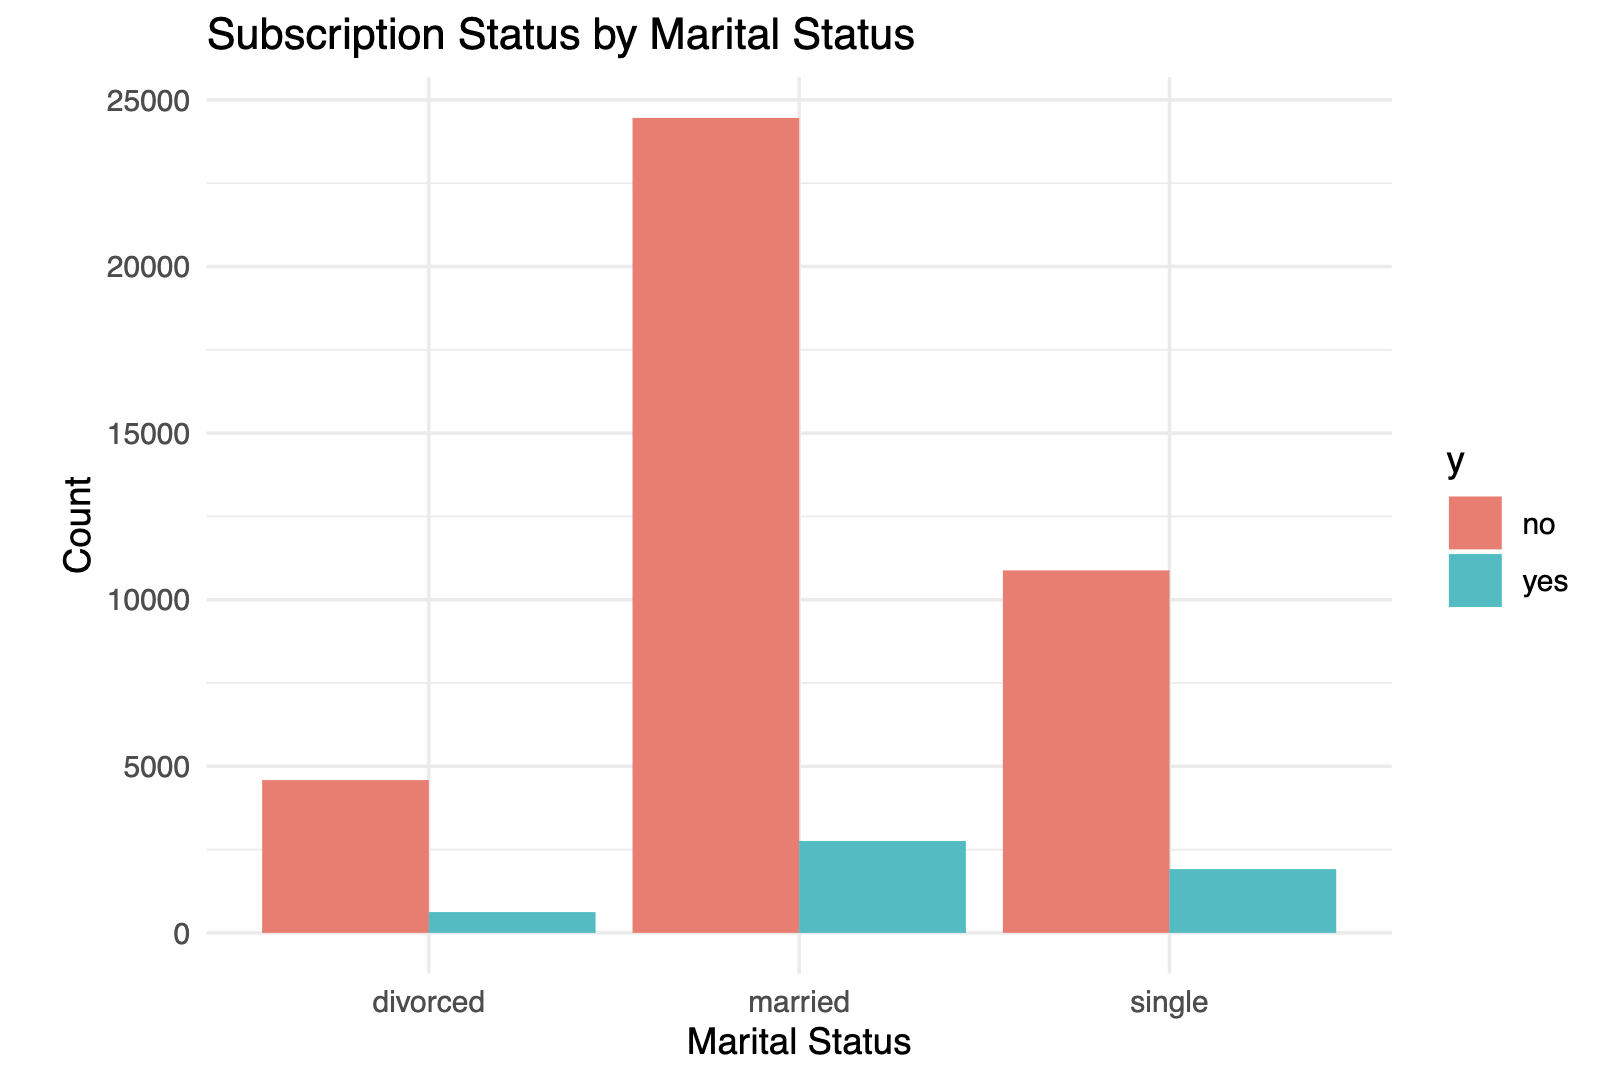 Subscription Status by Marital Status
25000
20000
15000
10000
5000
0
Count
divorced married single
Marital Status
y
no
yes